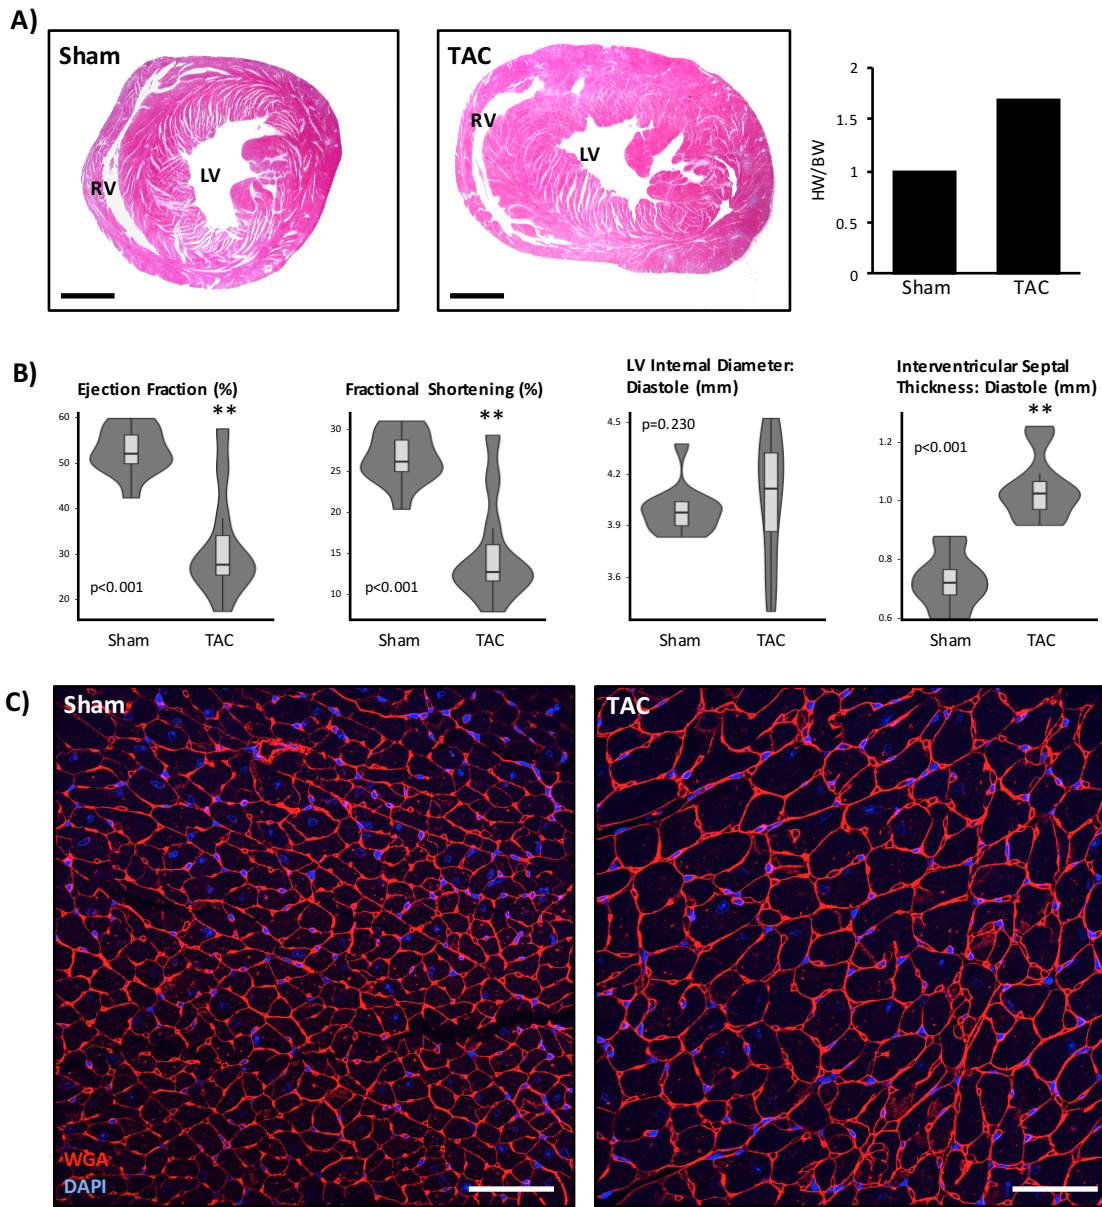 A)
Sham
RV
LV
TAC
RV
LV
HW/BW
2
1.5
1
0.5
0
Sham
TAC
B)
Ejection Fraction (%)
60
50
40
30
20
**
p<0.001
Sham
TAC
Fractional Shortening (%)
30
25
20
15
10
**
p<0.001
Sham
TAC
LV Internal Diameter:
Diastole (mm)
4.5
4.2
3.9
3.6
p=0.230
Sham
TAC
Interventricular Septal
Thickness: Diastole (mm)
1.2
1.0
0.8
0.6
**
p<0.001
Sham
TAC
C)
Sham
WGA
DAPI
TAC